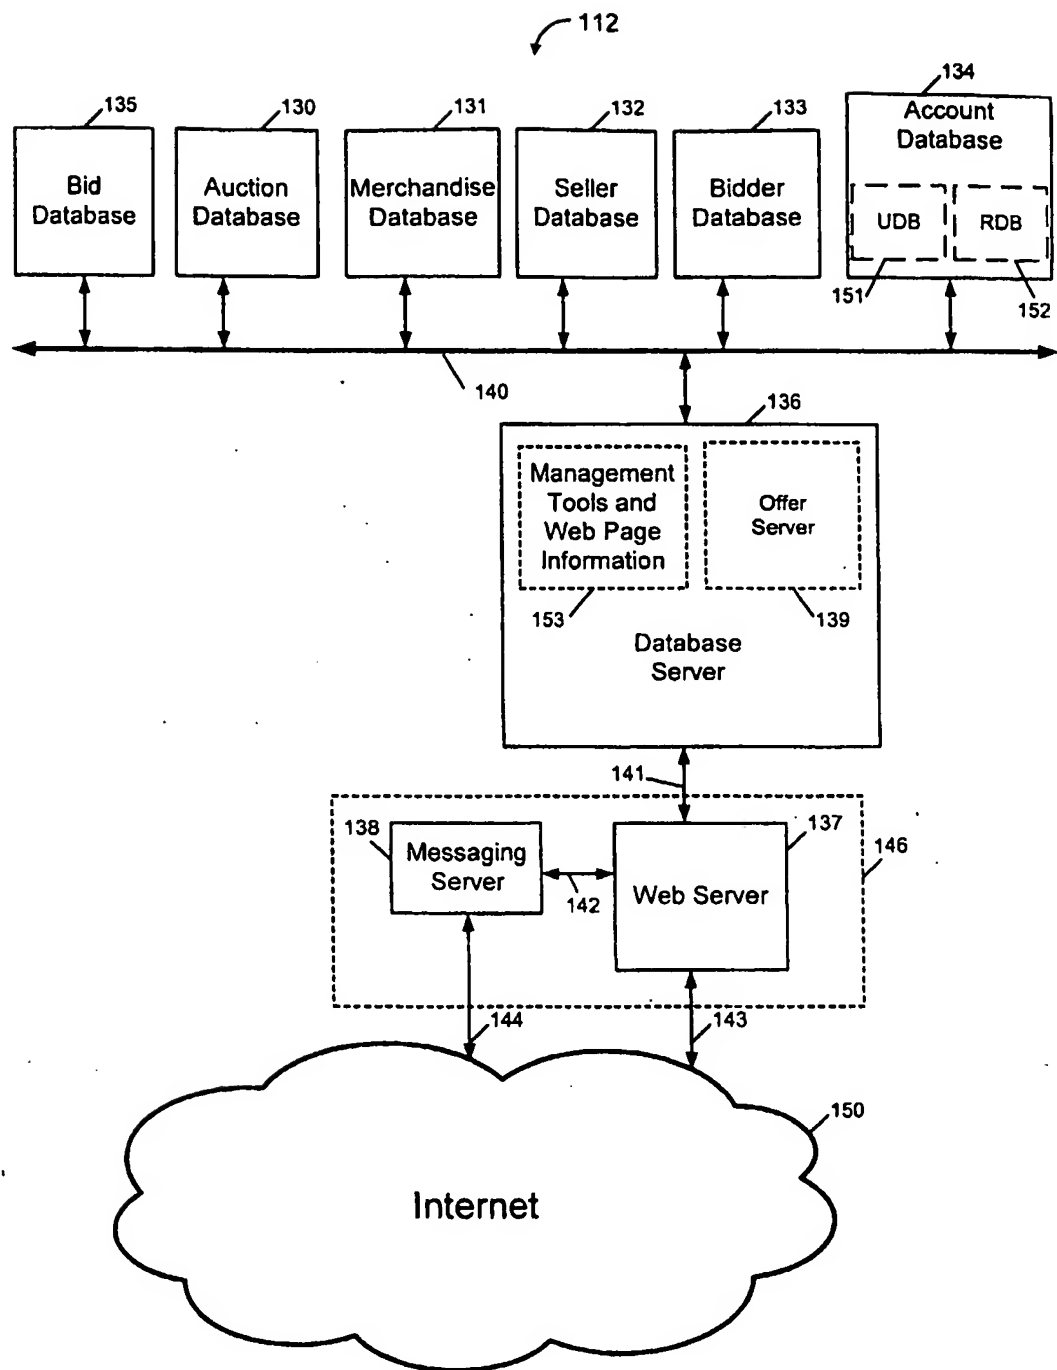 112
135
130
131
132
133
134
Bid
Database
Auction
Database
Merchandise
Database
Seller
Database
Bidder
Database
Account
Database
UDB
RDB
151
152
140
136
Management
Tools and
Web Page
Information
Offer
Server
153
139
Database
Server
141
138
137
146
Messaging
Server
142
Web Server
144
143
150
Internet